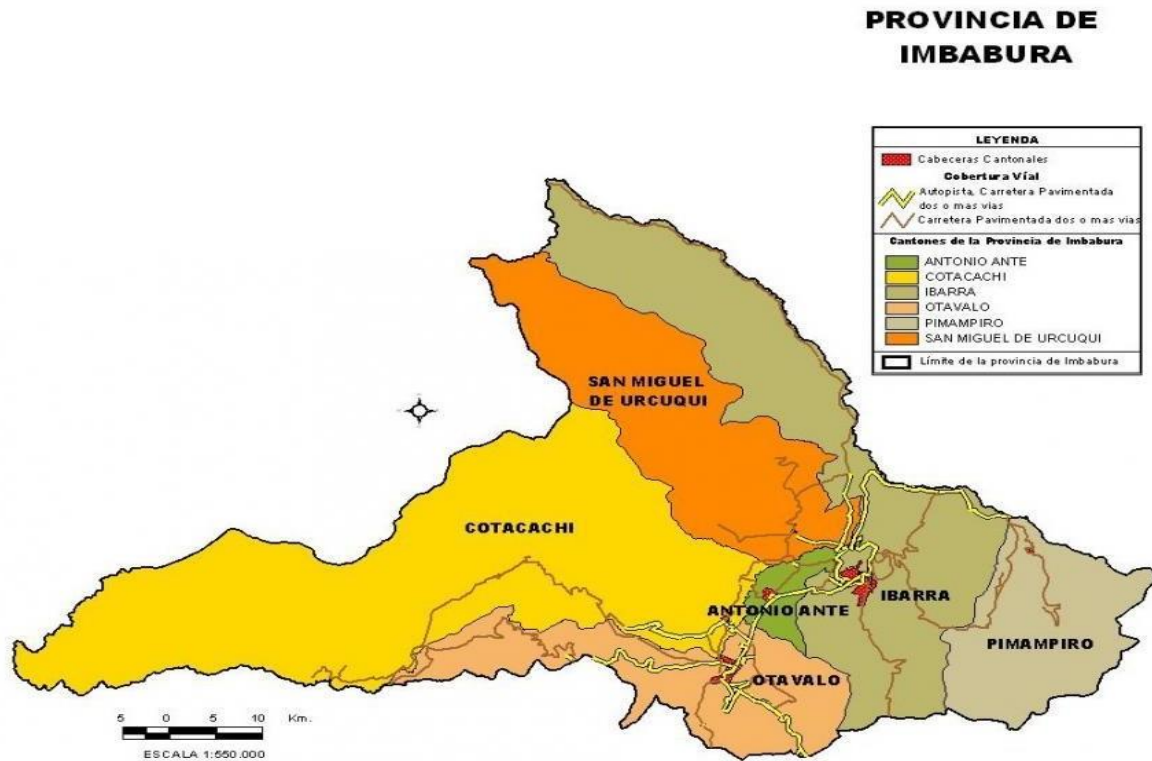 PROVINCIA DE
IMBABURA
LEYENDA
Cabeceras Cantonales
Cobertura Víal
Autopista, Carretera Pavimentada
dos o mas vias
Carretera Pavimentada dos o mas vias
Cantones de la Provincia de Imbabura
ANTONIO ANTE
COTACACHI
IBARRA
OTAVALO
PIMAMPIRO
SAN MIGUEL DE URCUQUI
Límite de la provincia de Imbabura
SAN MIGUEL
DE URCUQUI
COTACACHI
ANTONIO ANTE
IBARRA
PIMAMPIRO
OTAVALO
5 0 5 10 Km.
ESCALA 1:550.000